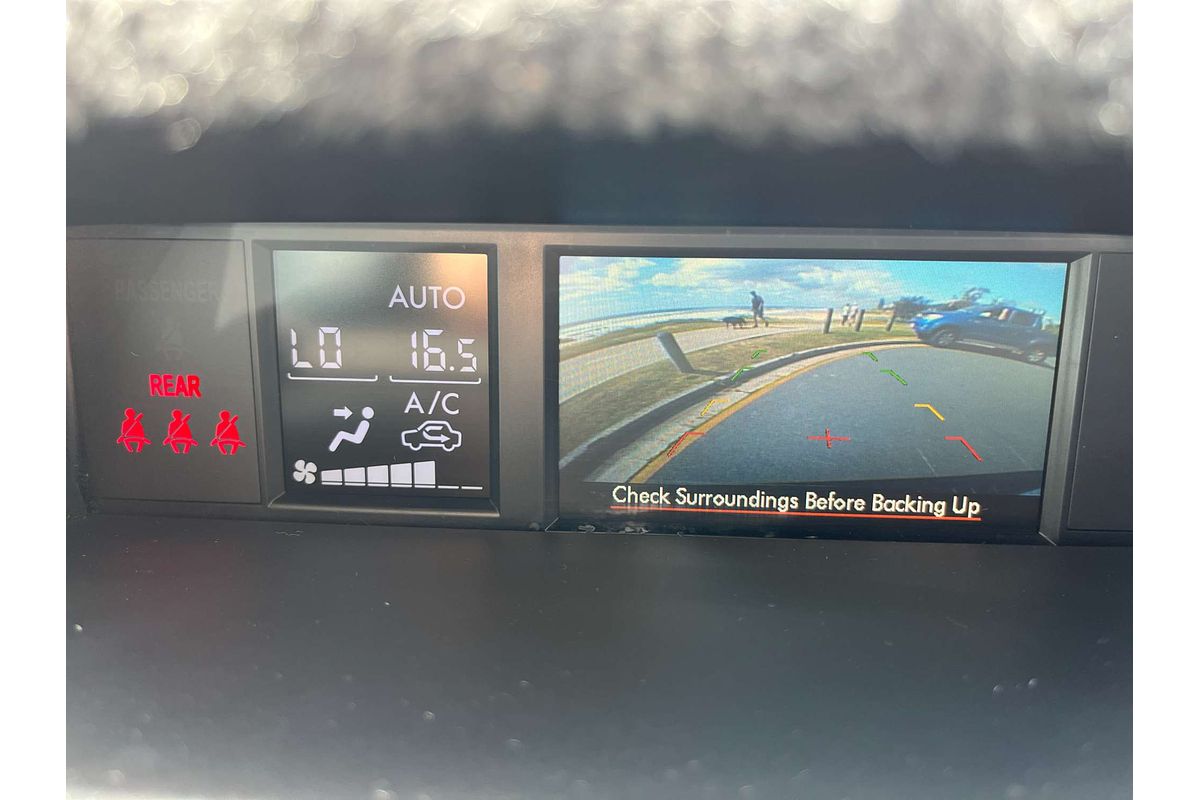 PASSENGER
REAR
AUTO
LO 16.5
A/C
Check Surroundings Before Backing Up